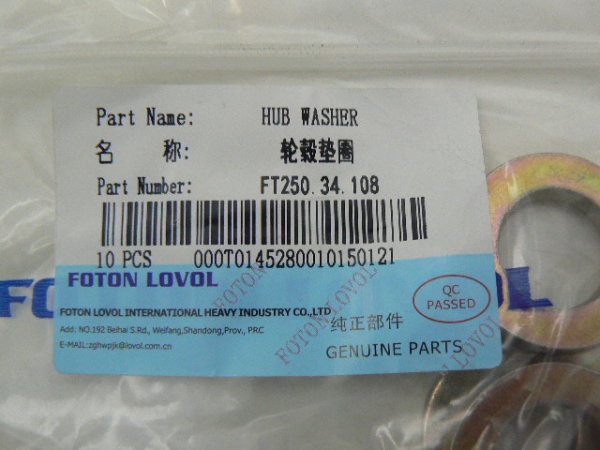 Part Name: HUB WASHER
名 称: 轮毂垫圈
Part Number: FT250.34.108
10 PCS 000T0145280010150121
FOTON LOVOL
FOTON LOVOL INTERNATIONAL HEAVY INDUSTRY CO.,LTD
Add: NO.192 Beihai S.Rd., Weifang,Shandong,Prov., PRC
E-MAIL:zghwpjk@lovol.com.cn
QC
PASSED
纯正部件
GENUINE PARTS
FOTON LOVOL
FOTON LOVOL